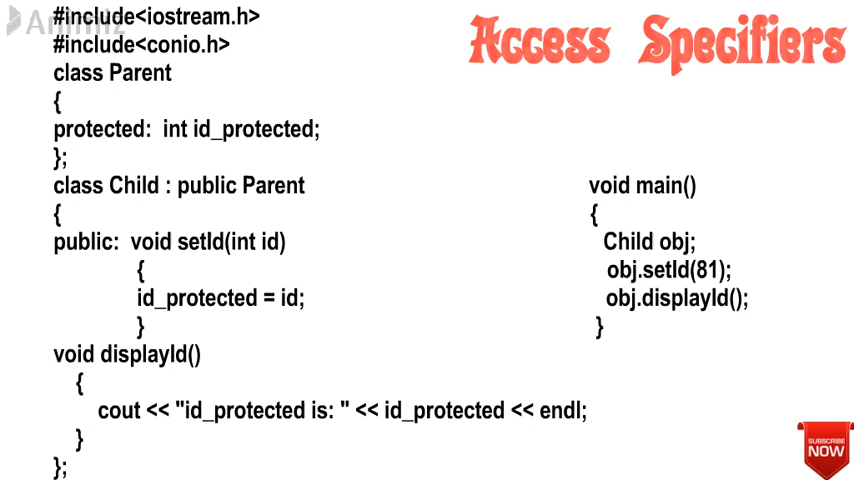 Animiz
Access Specifiers
#include<iostream.h>
#include<conio.h>
class Parent
{
protected:  int id_protected;
};
class Child : public Parent
{
public:  void setId(int id)
{
id_protected = id;
}
void displayId()
{
cout << "id_protected is: " << id_protected << endl;
}
};
void main()
{
Child obj;
obj.setId(81);
obj.displayId();
}
SUBSCRIBE
NOW